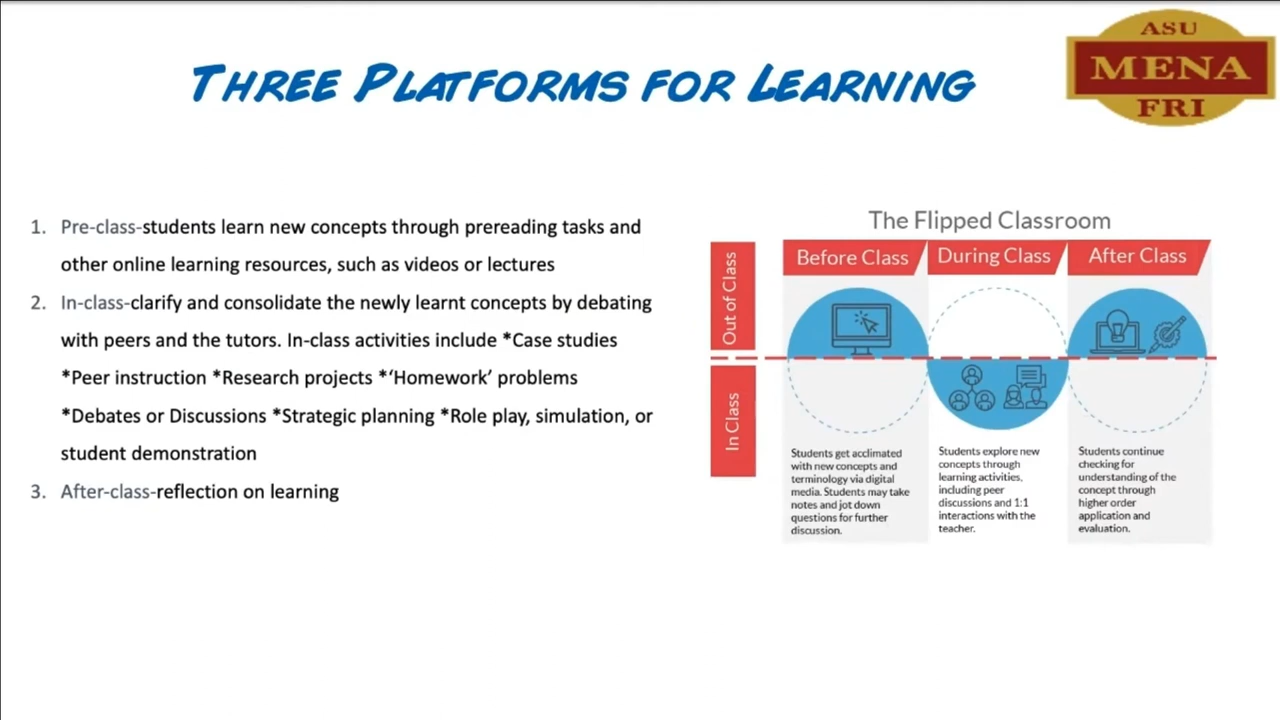 THREE PLATFORMS FOR LEARNING
ASU
MENA
FRI
1. Pre-class-students learn new concepts through prereading tasks and
other online learning resources, such as videos or lectures
2. In-class-clarify and consolidate the newly learnt concepts by debating
with peers and the tutors. In-class activities include *Case studies
*Peer instruction *Research projects *‘Homework’ problems
*Debates or Discussions *Strategic planning *Role play, simulation, or
student demonstration
3. After-class-reflection on learning
The Flipped Classroom
Before Class
During Class
After Class
Out of Class
In Class
Students get acclimated
with new concepts and
terminology via digital
media. Students may take
notes and jot down
questions for further
discussion.
Students explore new
concepts through
learning activities,
including peer
discussions and 1:1
interactions with the
teacher.
Students continue
checking for
understanding of the
concept through
higher order
application and
evaluation.